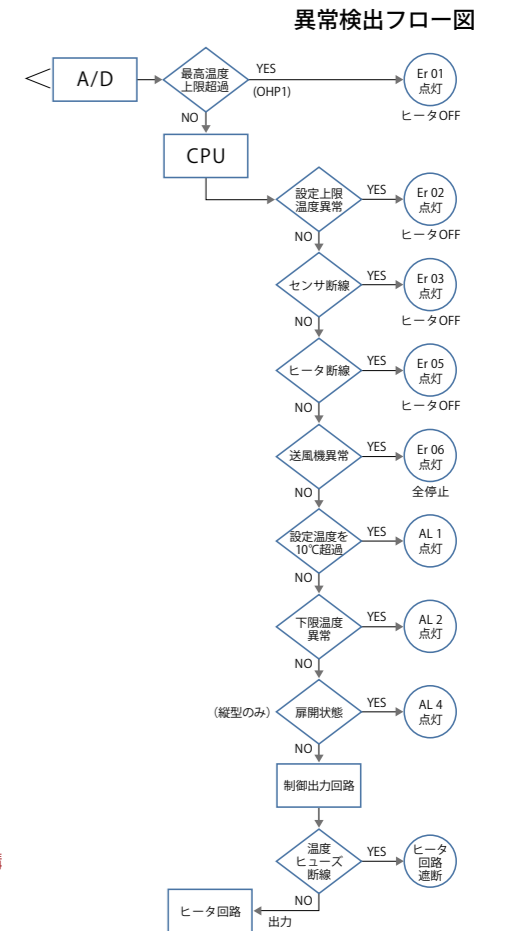 異常検出フロー図
A/D
最高温度
上限超過
YES
(OHP1)
Er 01
点灯
ヒータOFF
NO
CPU
設定上限
温度異常
YES
Er 02
点灯
ヒータOFF
NO
センサ断線
YES
Er 03
点灯
ヒータOFF
NO
ヒータ断線
YES
Er 05
点灯
ヒータOFF
NO
送風機異常
YES
Er 06
点灯
全停止
NO
設定温度を
10℃超過
YES
AL 1
点灯
NO
下限温度
異常
YES
AL 2
点灯
NO
(縦型のみ)
扉開状態
YES
AL 4
点灯
NO
制御出力回路
温度
ヒューズ
断線
YES
ヒータ
回路
遮断
NO
ヒータ回路
出力